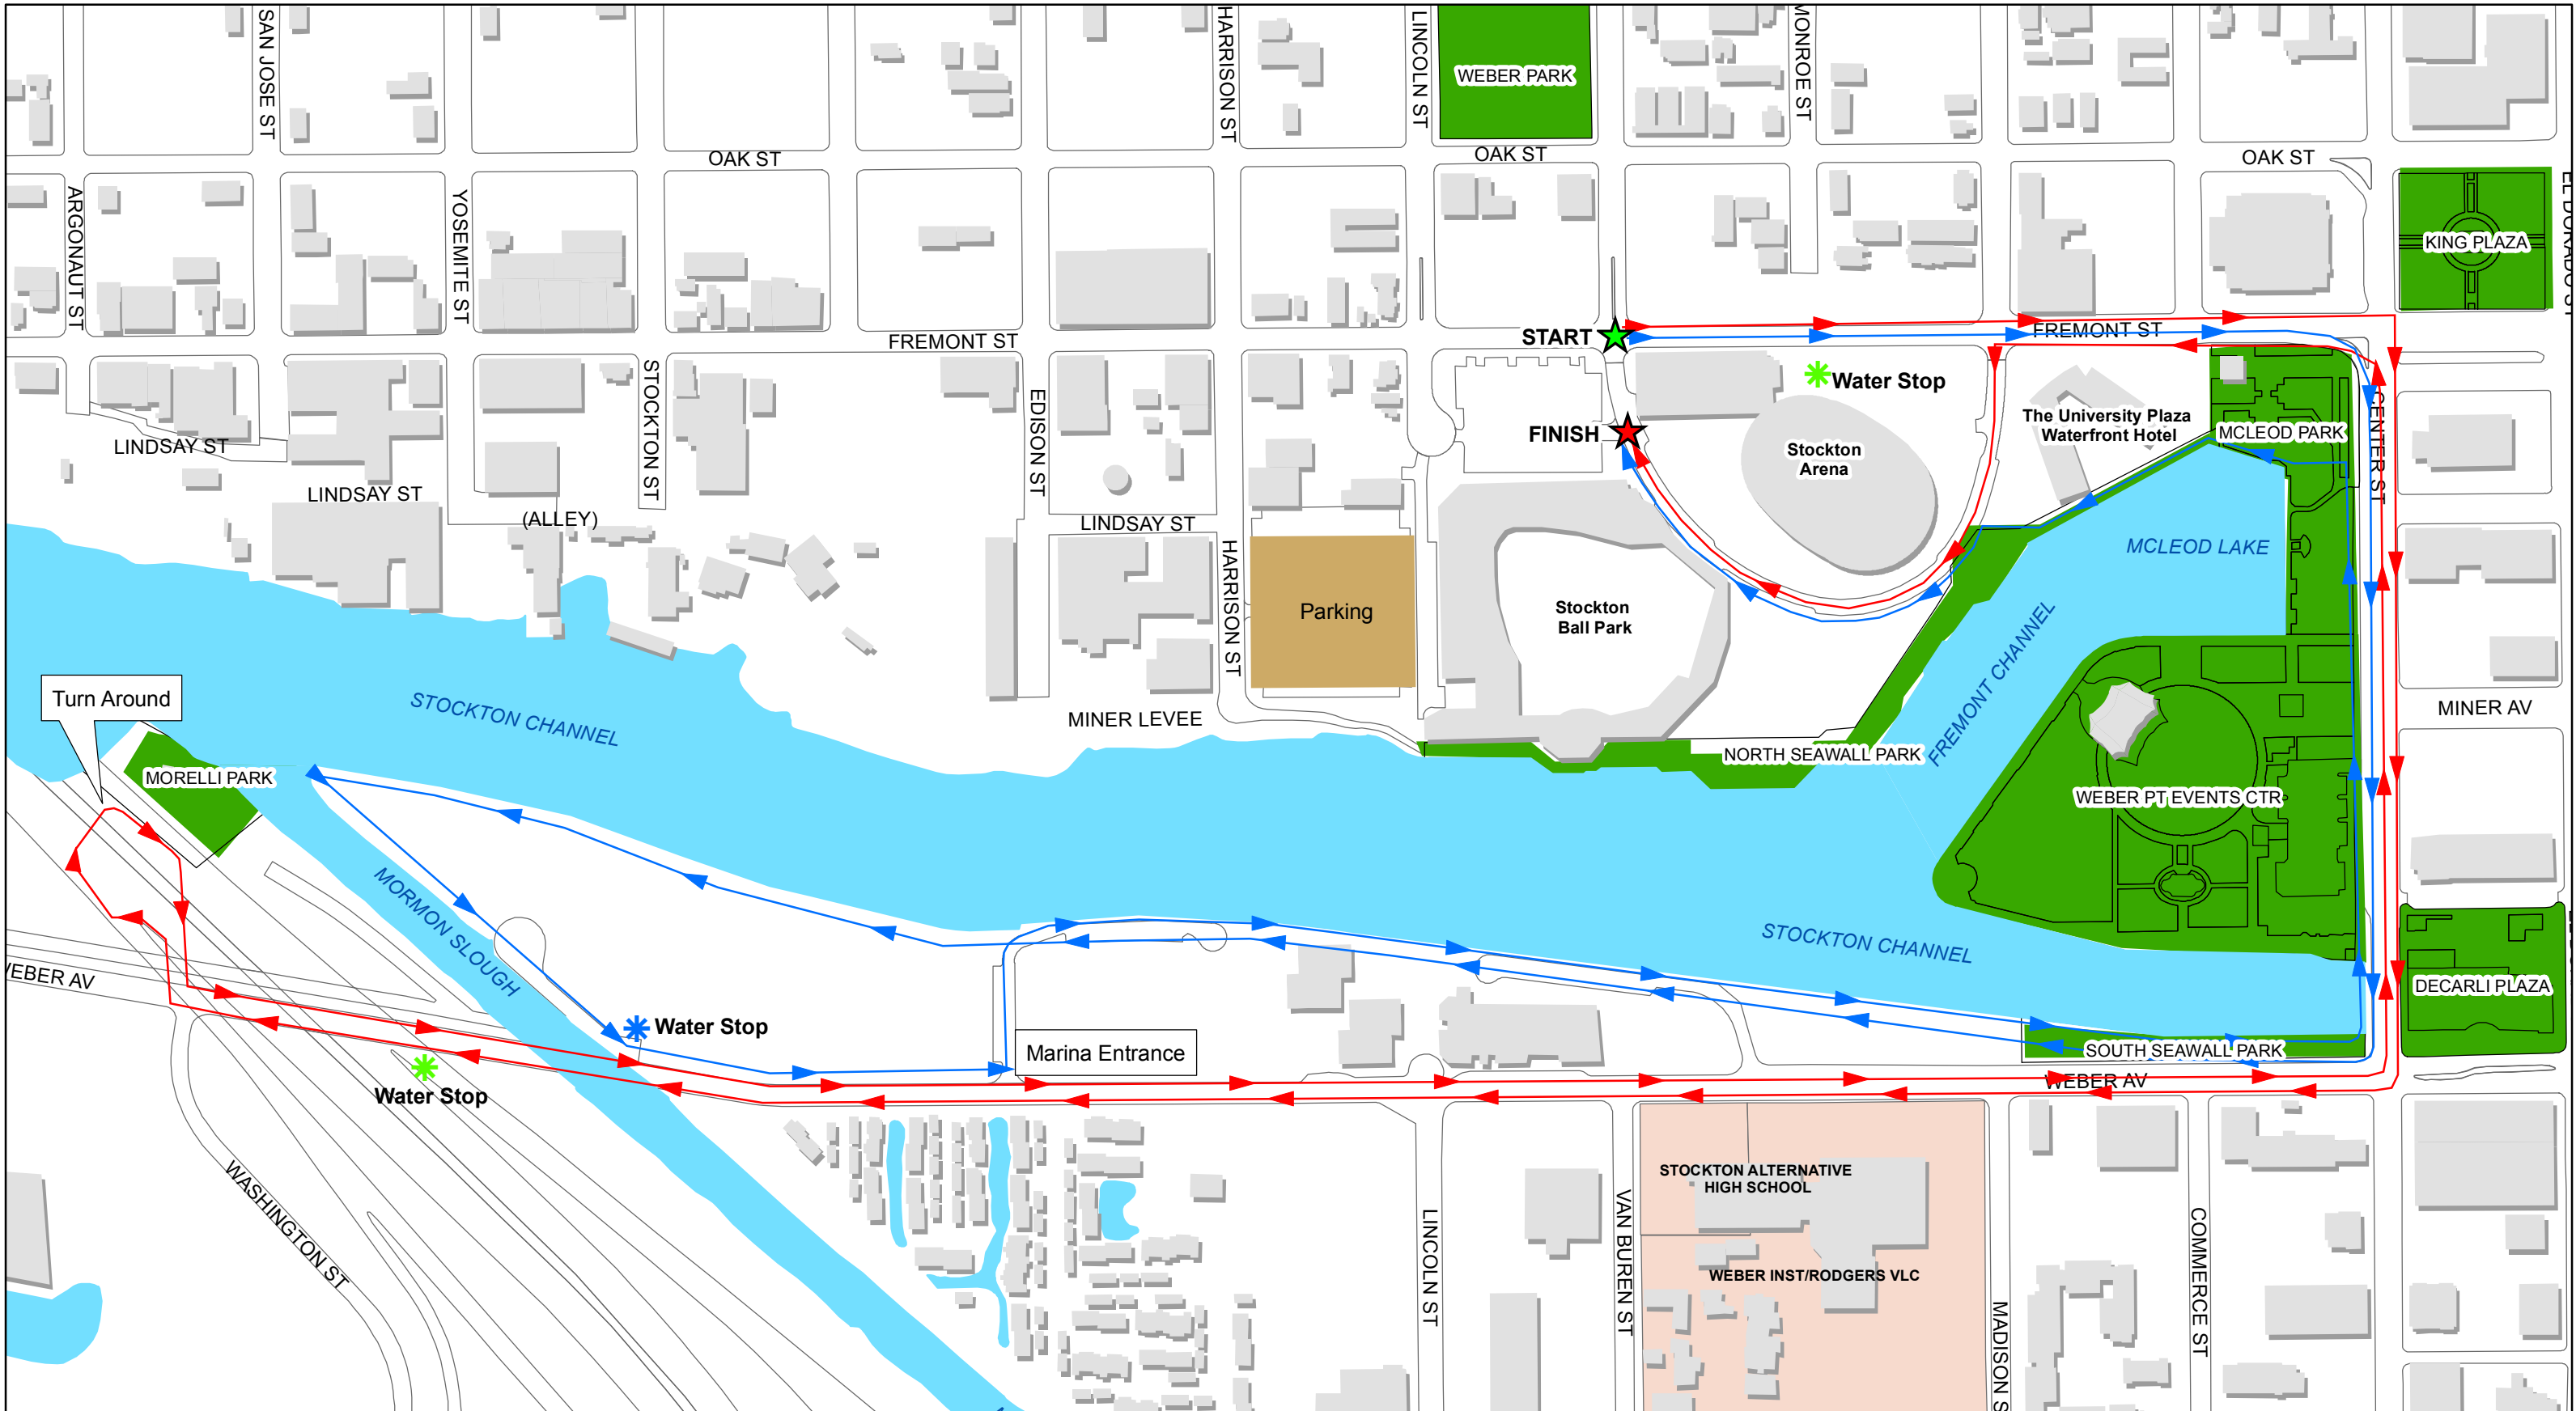 SAN JOSE ST
HARRISON ST
LINCOLN ST
WEBER PARK
MONROE ST
OAK ST
OAK ST
OAK ST
ARGONAUT ST
YOSEMITE ST
KING PLAZA
EL DORADO ST
START
FREMONT ST
FREMONT ST
Water Stop
STOCKTON ST
EDISON ST
CENTER ST
LINDSAY ST
FINISH
Stockton
Arena
The University Plaza
Waterfront Hotel
MCLEOD PARK
LINDSAY ST
(ALLEY)
LINDSAY ST
HARRISON ST
MCLEOD LAKE
Parking
Stockton
Ball Park
FREMONT CHANNEL
Turn Around
STOCKTON CHANNEL
MINER LEVEE
MINER AV
NORTH SEAWALL PARK
MORELLI PARK
WEBER PT EVENTS CTR
MORMON SLOUGH
STOCKTON CHANNEL
WEBER AV
DECARLI PLAZA
Water Stop
Marina Entrance
SOUTH SEAWALL PARK
WEBER AV
Water Stop
WASHINGTON ST
STOCKTON ALTERNATIVE
HIGH SCHOOL
LINCOLN ST
VAN BUREN ST
WEBER INST/RODGERS VLC
MADISON S
COMMERCE ST